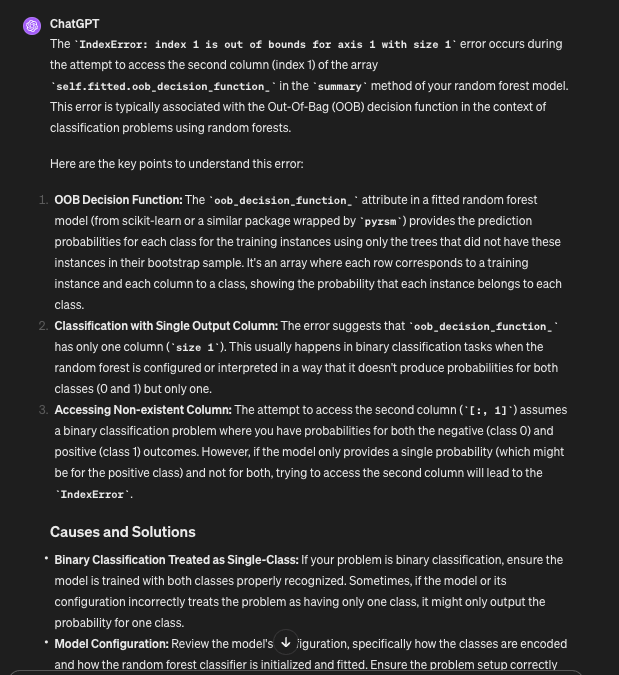 ChatGPT
The `IndexError: index 1 is out of bounds for axis 1 with size 1` error occurs during
the attempt to access the second column (index 1) of the array
`self.fitted.oob_decision_function_` in the `summary` method of your random forest model.
This error is typically associated with the Out-Of-Bag (OOB) decision function in the context of
classification problems using random forests.
Here are the key points to understand this error:
1. OOB Decision Function: The `oob_decision_function_` attribute in a fitted random forest
model (from scikit-learn or a similar package wrapped by `pyrsm`) provides the prediction
probabilities for each class for the training instances using only the trees that did not have these
instances in their bootstrap sample. It's an array where each row corresponds to a training
instance and each column to a class, showing the probability that each instance belongs to each
class.
2. Classification with Single Output Column: The error suggests that `oob_decision_function_`
has only one column (`size 1`). This usually happens in binary classification tasks when the
random forest is configured or interpreted in a way that it doesn't produce probabilities for both
classes (0 and 1) but only one.
3. Accessing Non-existent Column: The attempt to access the second column (`[:, 1]`) assumes
a binary classification problem where you have probabilities for both the negative (class 0) and
positive (class 1) outcomes. However, if the model only provides a single probability (which might
be for the positive class) and not for both, trying to access the second column will lead to the
`IndexError`.
Causes and Solutions
• Binary Classification Treated as Single-Class: If your problem is binary classification, ensure the
model is trained with both classes properly recognized. Sometimes, if the model or its
configuration incorrectly treats the problem as having only one class, it might only output the
probability for one class.
• Model Configuration: Review the model's figuration, specifically how the classes are encoded
and how the random forest classifier is initialized and fitted. Ensure the problem setup correctly